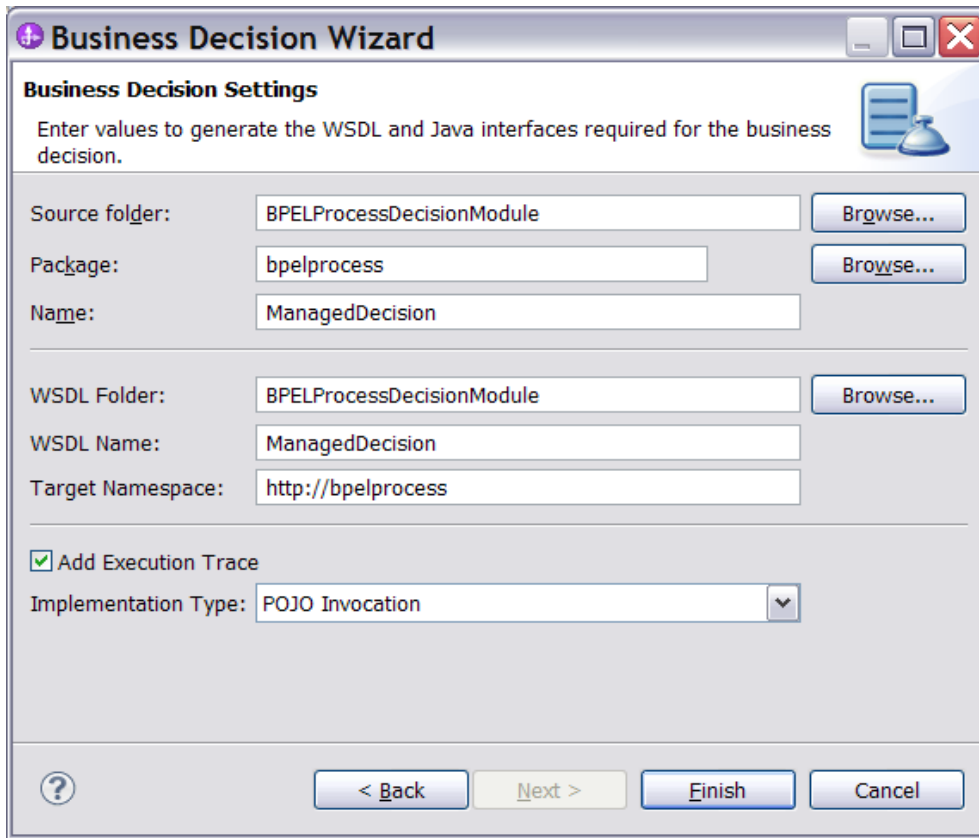 Business Decision Wizard
Business Decision Settings
Enter values to generate the WSDL and Java interfaces required for the business
decision.
Source folder: BPELProcessDecisionModule Browse...
Package: bpelprocess Browse...
Name: ManagedDecision
WSDL Folder: BPELProcessDecisionModule Browse...
WSDL Name: ManagedDecision
Target Namespace: http://bpelprocess
Add Execution Trace
Implementation Type: POJO Invocation
? < Back Next > Finish Cancel